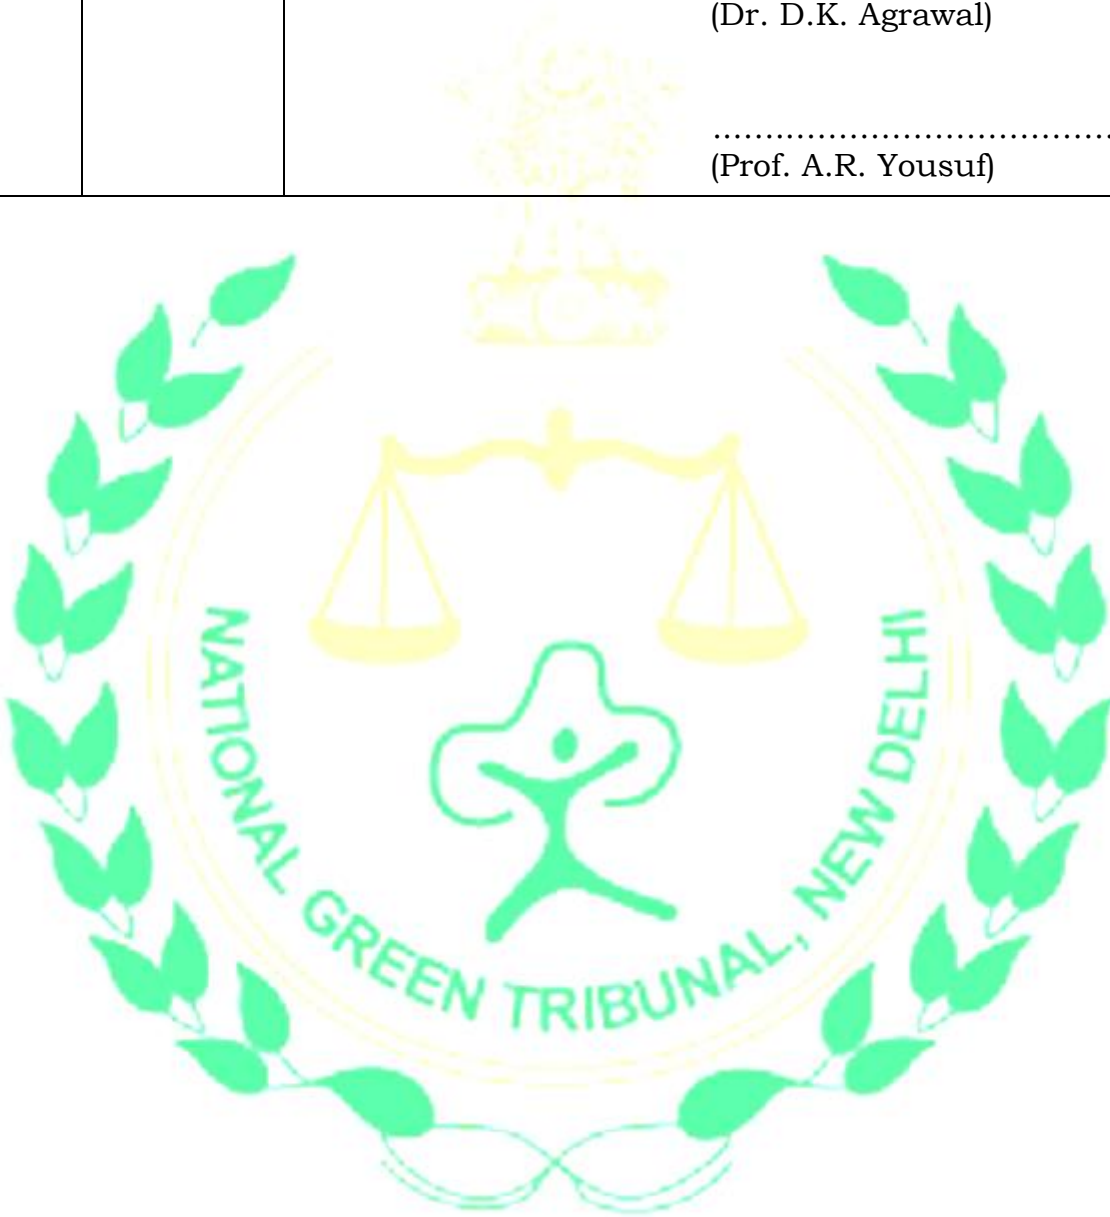 (Dr. D.K. Agrawal)
......................................
(Prof. A.R. Yousuf)
NATIONAL GREEN TRIBUNAL, NEW DELHI